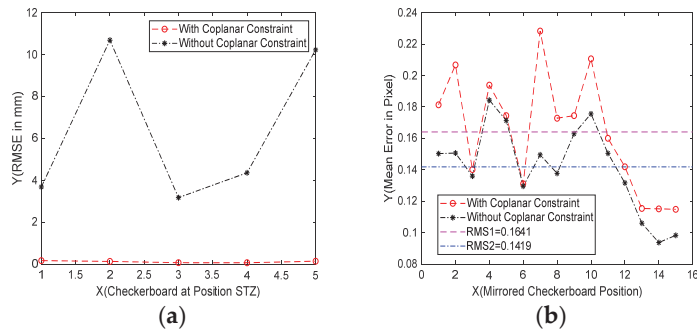 12
10
8
6
4
2
0
Y(RMSE in mm)
With Coplanar Constraint
Without Coplanar Constraint
1 1.5 2 2.5 3 3.5 4 4.5 5
X(Checkerboard at Position STZ)
(a)
0.24
0.22
0.2
0.18
0.16
0.14
0.12
0.1
0.08
Y(Mean Error in Pixel)
With Coplanar Constraint
Without Coplanar Constraint
RMS1=0.1641
RMS2=0.1419
0 2 4 6 8 10 12 14 16
X(Mirrored Checkerboard Position)
(b)